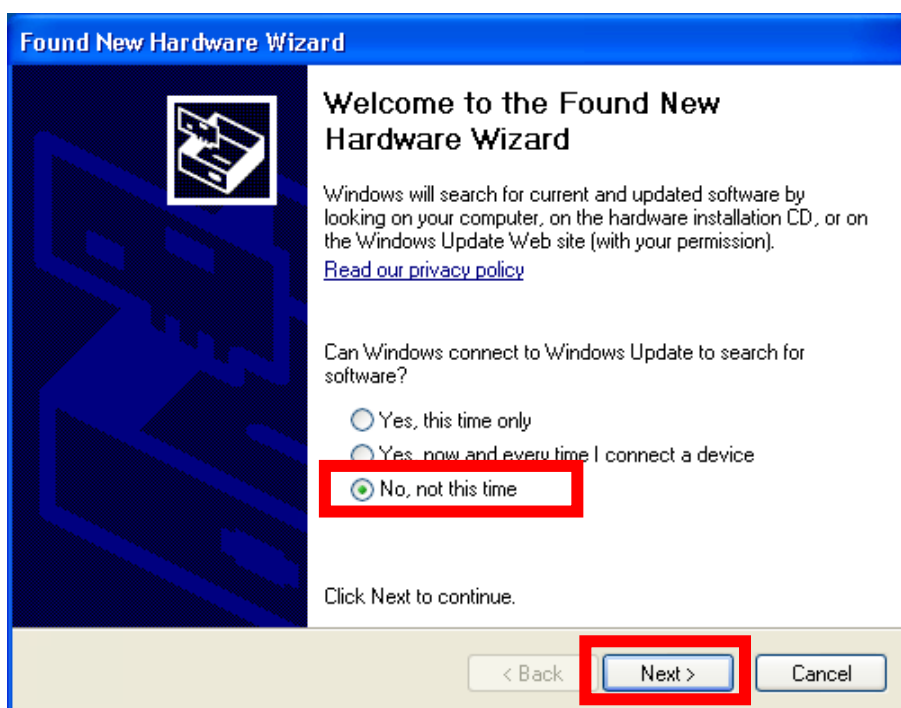 Found New Hardware Wizard
Welcome to the Found New
Hardware Wizard
Windows will search for current and updated software by
looking on your computer, on the hardware installation CD, or on
the Windows Update Web site (with your permission).
Read our privacy policy
Can Windows connect to Windows Update to search for
software?
Yes, this time only
Yes, now and every time I connect a device
No, not this time
Click Next to continue.
< Back
Next >
Cancel